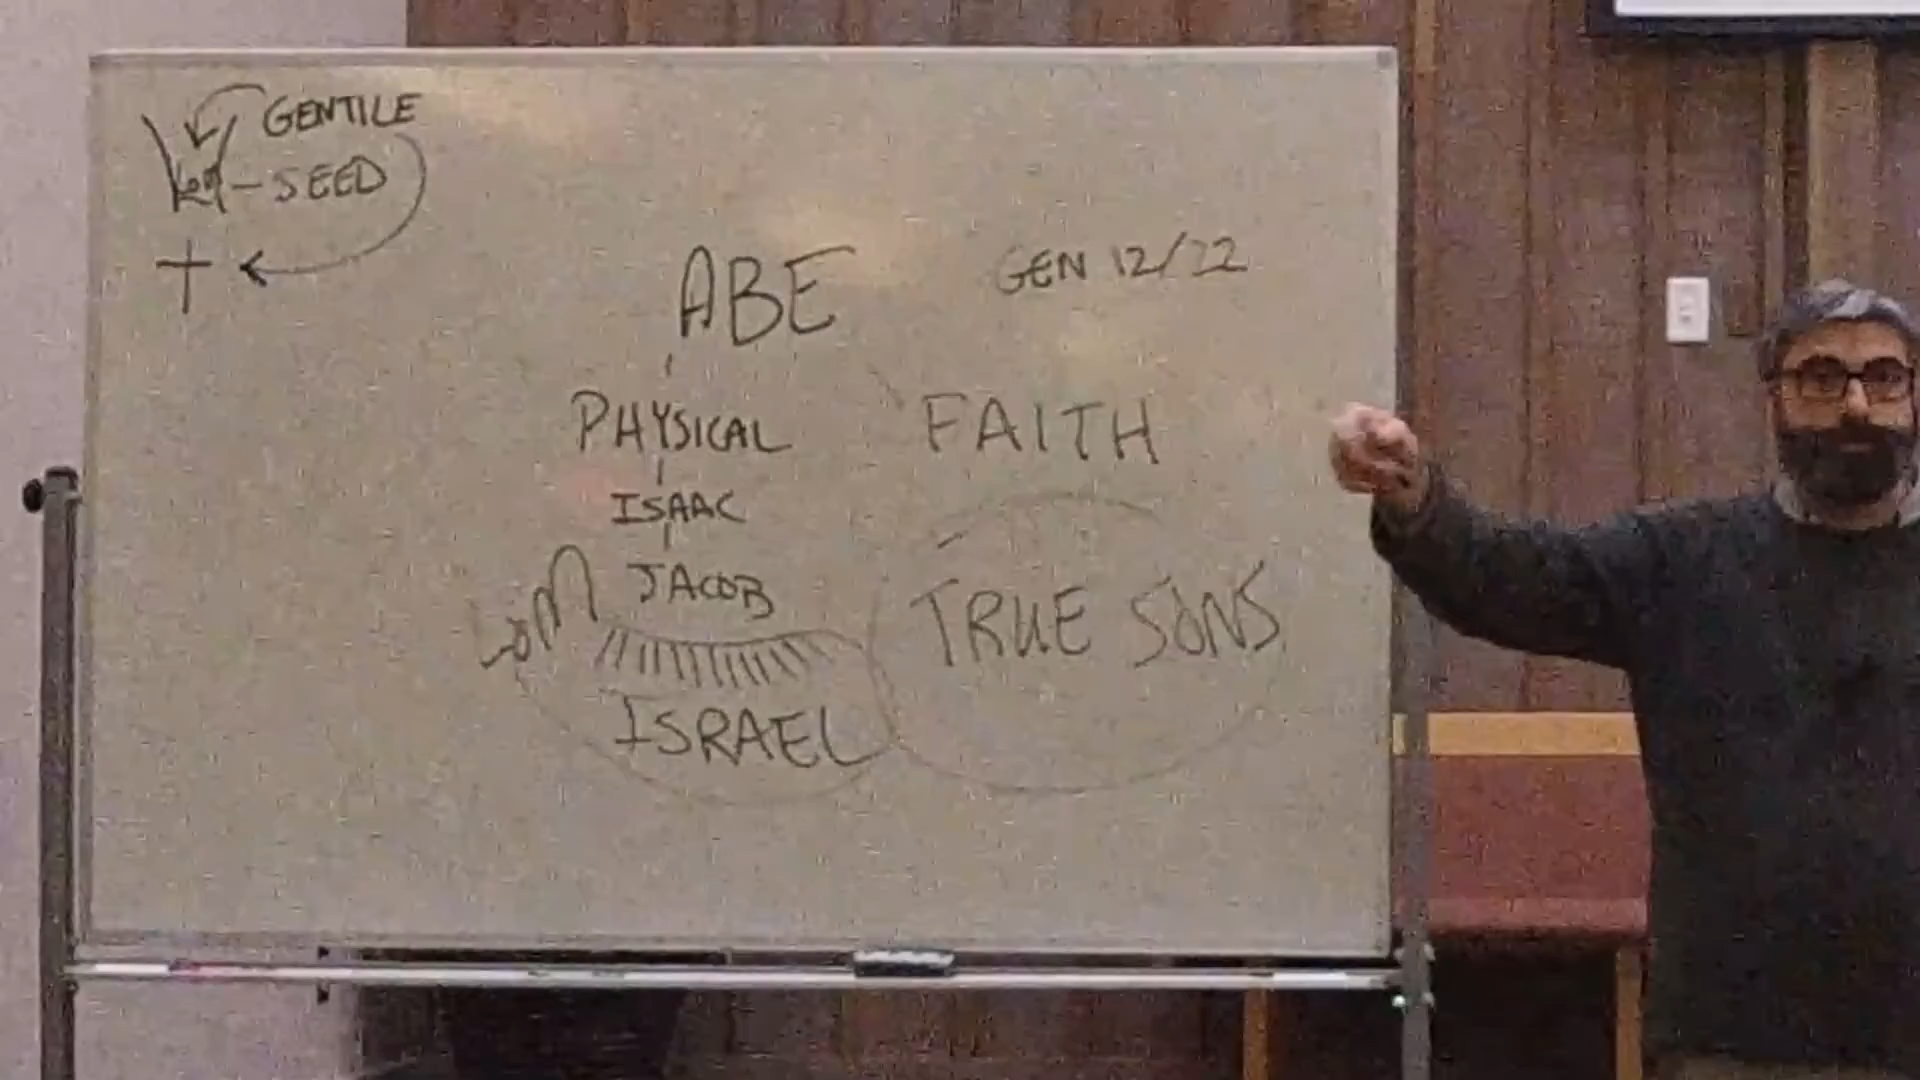 GENTILE
- SEED
ABE
GEN 12/22
PHYSICAL
FAITH
ISAAC
JACOB
TRUE SONS
ISRAEL